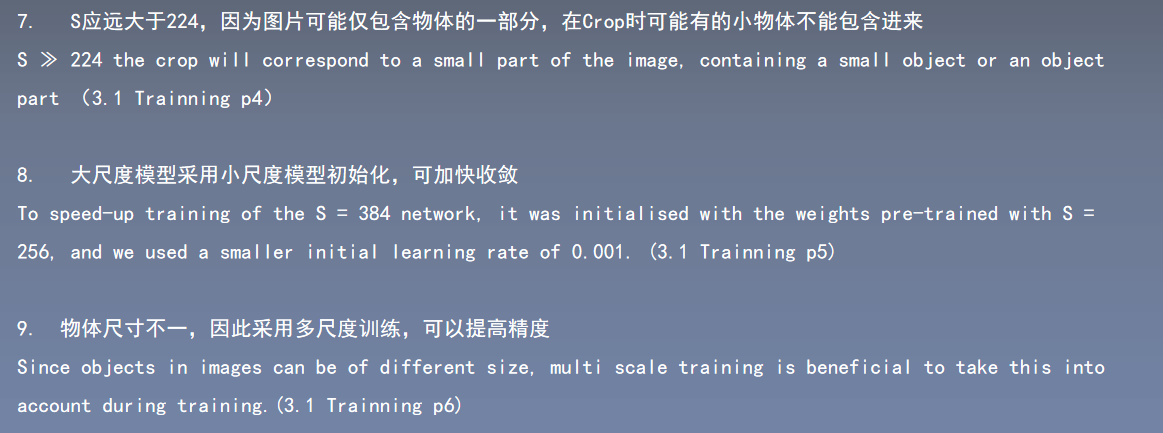 7. S应远大于224，因为图片可能仅包含物体的一部分，在Crop时可能有的小物体不能包含进来
S ≫ 224 the crop will correspond to a small part of the image, containing a small object or an object
part （3.1 Trainning p4）
8. 大尺度模型采用小尺度模型初始化，可加快收敛
To speed-up training of the S = 384 network, it was initialised with the weights pre-trained with S =
256, and we used a smaller initial learning rate of 0.001. (3.1 Trainning p5)
9. 物体尺寸不一，因此采用多尺度训练，可以提高精度
Since objects in images can be of different size, multi scale training is beneficial to take this into
account during training.(3.1 Trainning p6)